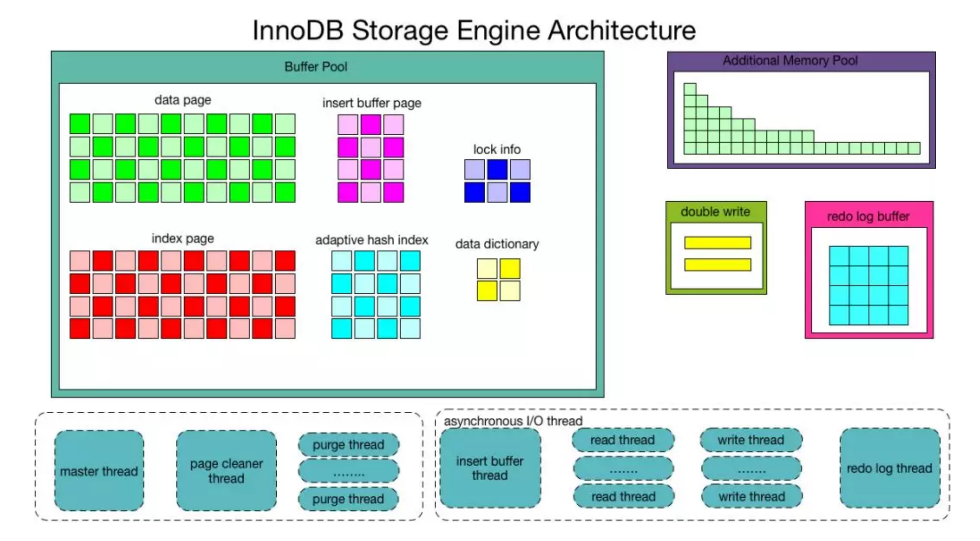 InnoDB Storage Engine Architecture
Buffer Pool
data page
insert buffer page
lock info
index page
adaptive hash index
data dictionary
Additional Memory Pool
double write
redo log buffer
master thread
page cleaner
thread
purge thread
........
purge thread
asynchronous I/O thread
insert buffer
thread
read thread
.......
read thread
write thread
.......
write thread
redo log thread